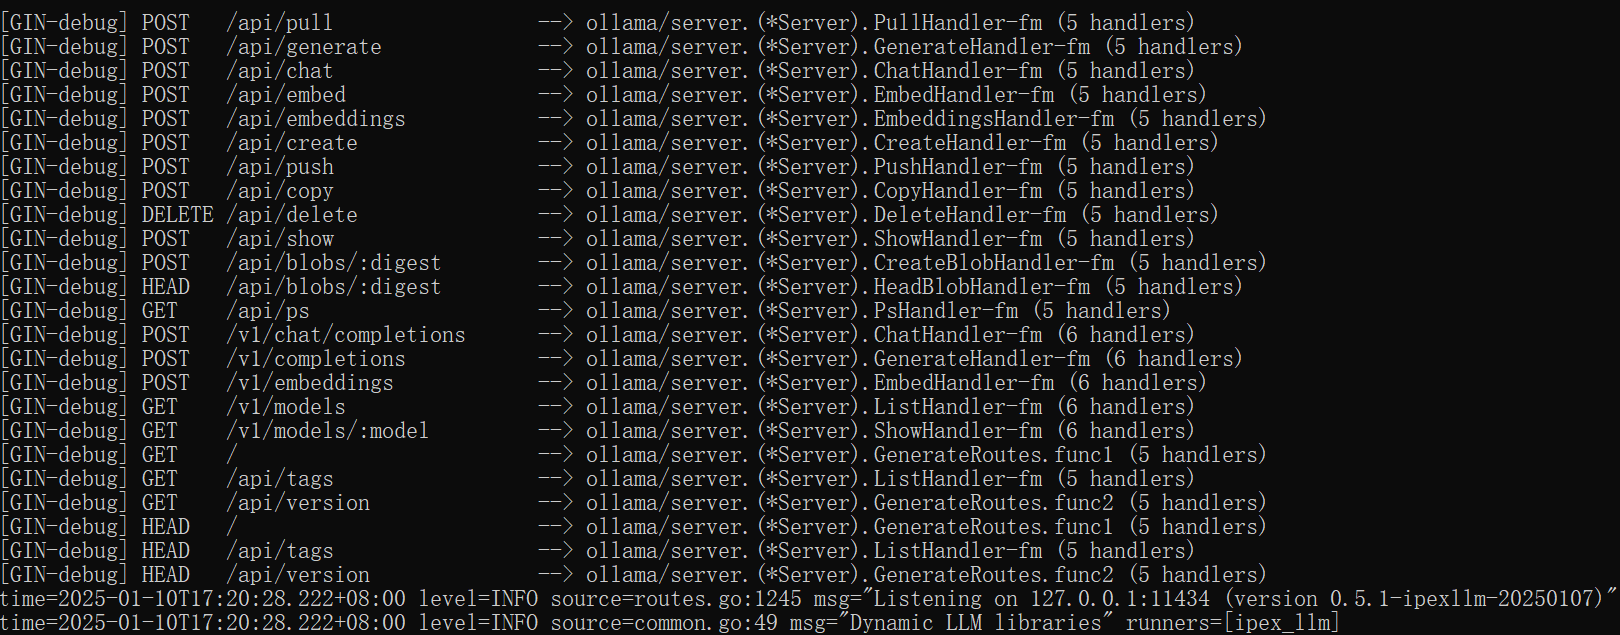 [GIN-debug] POST   /api/pull                 --> ollama/server.(*Server).PullHandler-fm (5 handlers)
[GIN-debug] POST   /api/generate             --> ollama/server.(*Server).GenerateHandler-fm (5 handlers)
[GIN-debug] POST   /api/chat                 --> ollama/server.(*Server).ChatHandler-fm (5 handlers)
[GIN-debug] POST   /api/embed                --> ollama/server.(*Server).EmbedHandler-fm (5 handlers)
[GIN-debug] POST   /api/embeddings           --> ollama/server.(*Server).EmbeddingsHandler-fm (5 handlers)
[GIN-debug] POST   /api/create               --> ollama/server.(*Server).CreateHandler-fm (5 handlers)
[GIN-debug] POST   /api/push                 --> ollama/server.(*Server).PushHandler-fm (5 handlers)
[GIN-debug] POST   /api/copy                 --> ollama/server.(*Server).CopyHandler-fm (5 handlers)
[GIN-debug] DELETE /api/delete               --> ollama/server.(*Server).DeleteHandler-fm (5 handlers)
[GIN-debug] POST   /api/show                 --> ollama/server.(*Server).ShowHandler-fm (5 handlers)
[GIN-debug] POST   /api/blobs/:digest        --> ollama/server.(*Server).CreateBlobHandler-fm (5 handlers)
[GIN-debug] HEAD   /api/blobs/:digest        --> ollama/server.(*Server).HeadBlobHandler-fm (5 handlers)
[GIN-debug] GET    /api/ps                   --> ollama/server.(*Server).PsHandler-fm (5 handlers)
[GIN-debug] POST   /v1/chat/completions      --> ollama/server.(*Server).ChatHandler-fm (6 handlers)
[GIN-debug] POST   /v1/completions           --> ollama/server.(*Server).GenerateHandler-fm (6 handlers)
[GIN-debug] POST   /v1/embeddings            --> ollama/server.(*Server).EmbedHandler-fm (6 handlers)
[GIN-debug] GET    /v1/models                --> ollama/server.(*Server).ListHandler-fm (6 handlers)
[GIN-debug] GET    /v1/models/:model         --> ollama/server.(*Server).ShowHandler-fm (6 handlers)
[GIN-debug] GET    /                         --> ollama/server.(*Server).GenerateRoutes.func1 (5 handlers)
[GIN-debug] GET    /api/tags                 --> ollama/server.(*Server).ListHandler-fm (5 handlers)
[GIN-debug] GET    /api/version              --> ollama/server.(*Server).GenerateRoutes.func2 (5 handlers)
[GIN-debug] HEAD   /                         --> ollama/server.(*Server).GenerateRoutes.func1 (5 handlers)
[GIN-debug] HEAD   /api/tags                 --> ollama/server.(*Server).ListHandler-fm (5 handlers)
[GIN-debug] HEAD   /api/version              --> ollama/server.(*Server).GenerateRoutes.func2 (5 handlers)
time=2025-01-10T17:20:28.222+08:00 level=INFO source=routes.go:1245 msg="Listening on 127.0.0.1:11434 (version 0.5.1-ipexllm-20250107)"
time=2025-01-10T17:20:28.222+08:00 level=INFO source=common.go:49 msg="Dynamic LLM libraries" runners=[ipex_llm]